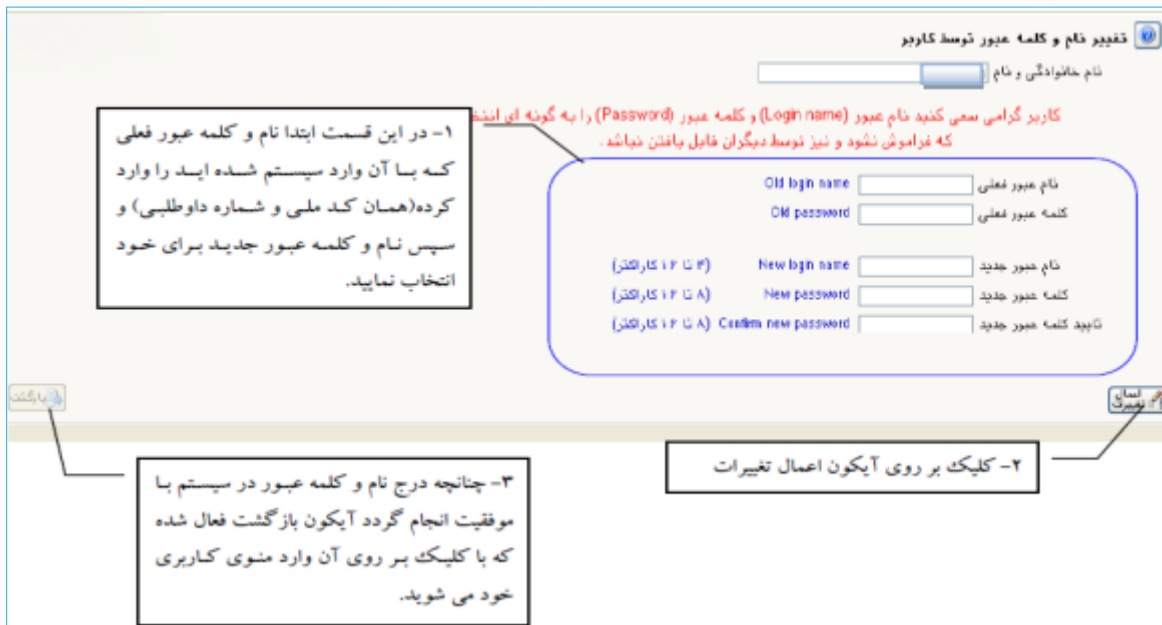 تغییر نام و کلمه عبور توسط کاربر
نام خانوادگی و نام
کاربر گرامی سعی کنید نام عبور (Login name) و کلمه عبور (Password) را به گونه ای
که فراموش نشود و نیز توسط دیگران قابل یافتن نباشد.
۱- در این قسمت ابتدا نام و کلمه عبور فعلی
که با آن وارد سیستم شده اید را وارد
کرده(همان کد ملی و شماره داوطلبی) و
سپس نام و کلمه عبور جدید برای خود
انتخاب نمایید.
نام عبور فعلی Old login name
کلمه عبور فعلی Old password
نام عبور جدید New login name (۴ تا ۱۲ کاراکتر)
کلمه عبور جدید New password (۸ تا ۱۲ کاراکتر)
تایید کلمه عبور جدید Confirm new password (۸ تا ۱۲ کاراکتر)
بازگشت
اعمال
تغییرات
۲- کلیک بر روی آیکون اعمال تغییرات
۳- چنانچه درج نام و کلمه عبور در سیستم با
موفقیت انجام گردد آیکون بازگشت فعال شده
که با کلیک بر روی آن وارد منوی کاربری
خود می شوید.